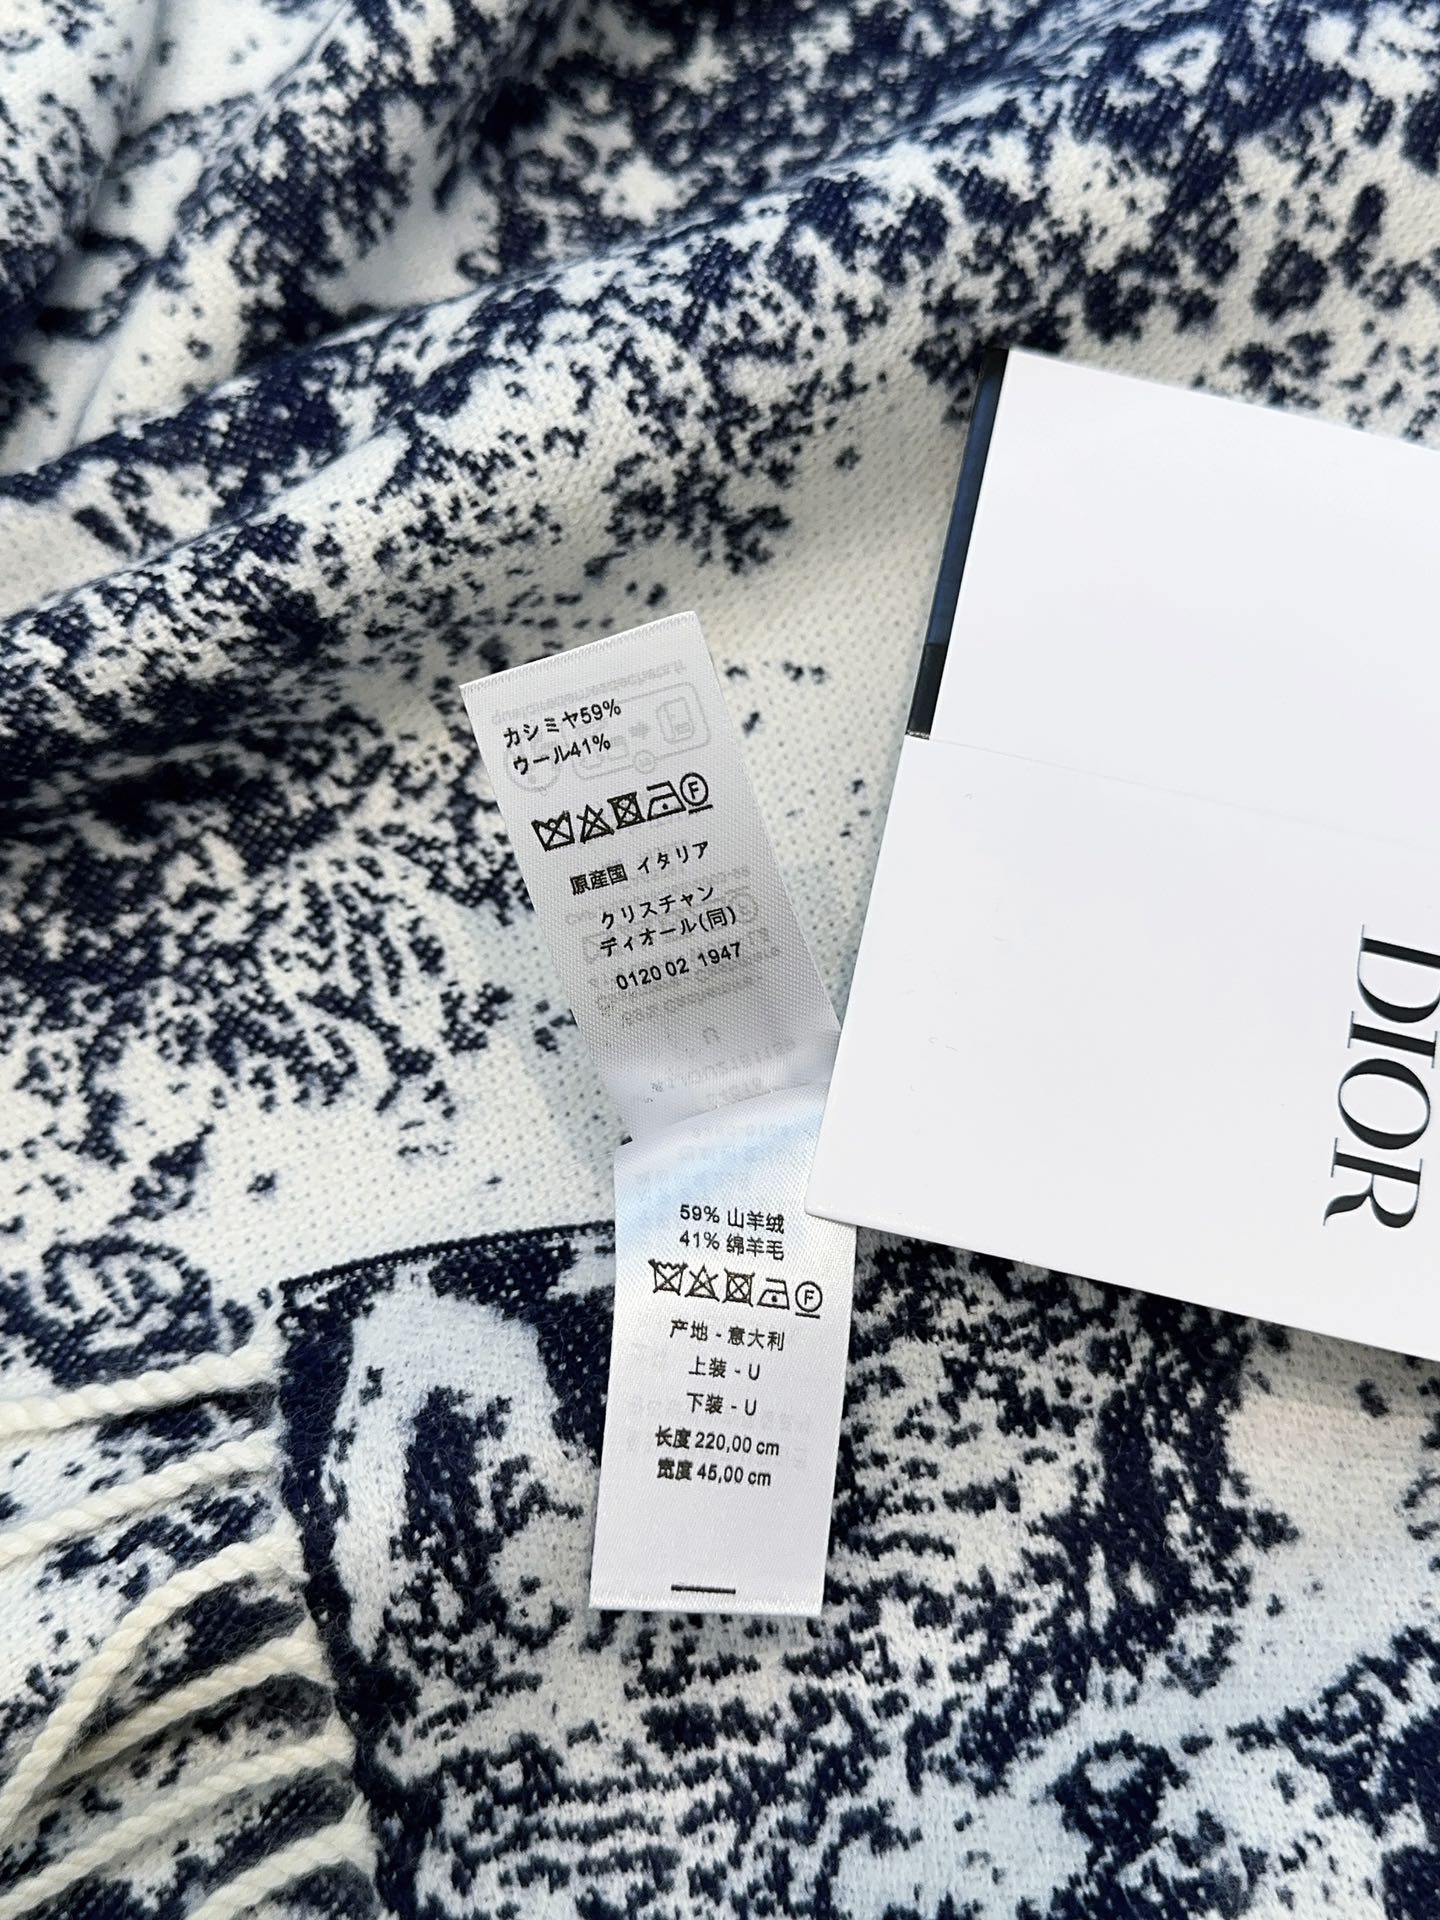 カシミヤ59%
ウール41%
F
原産国 イタリア
クリスチャン
ディオール(同)
0120 02 1947
59% 山羊绒
41% 绵羊毛
F
产地 - 意大利
上装 - U
下装 - U
长度 220,00 cm
宽度 45,00 cm
DIOR